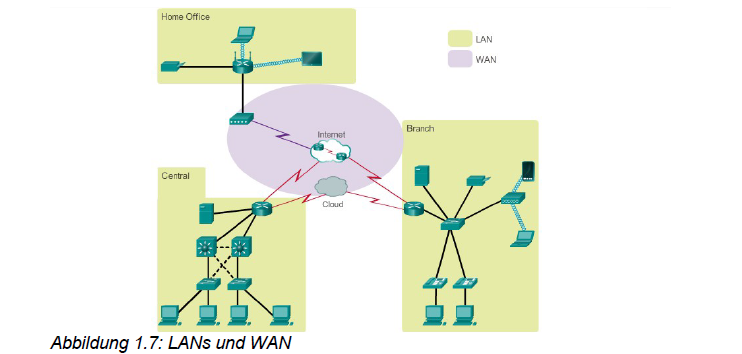 Home Office
LAN
WAN
Internet
Branch
Central
Cloud
Abbildung 1.7: LANs und WAN